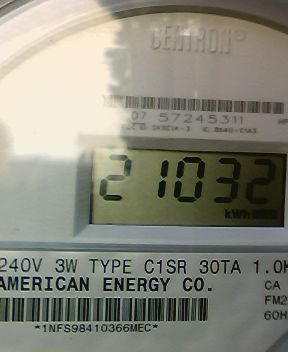 CENTRON®
07 57245311
21032
kWh
240V 3W TYPE C1SR 30TA 1.0K
AMERICAN ENERGY CO.
CA
FM2
60H
*1NFS98410366MEC*